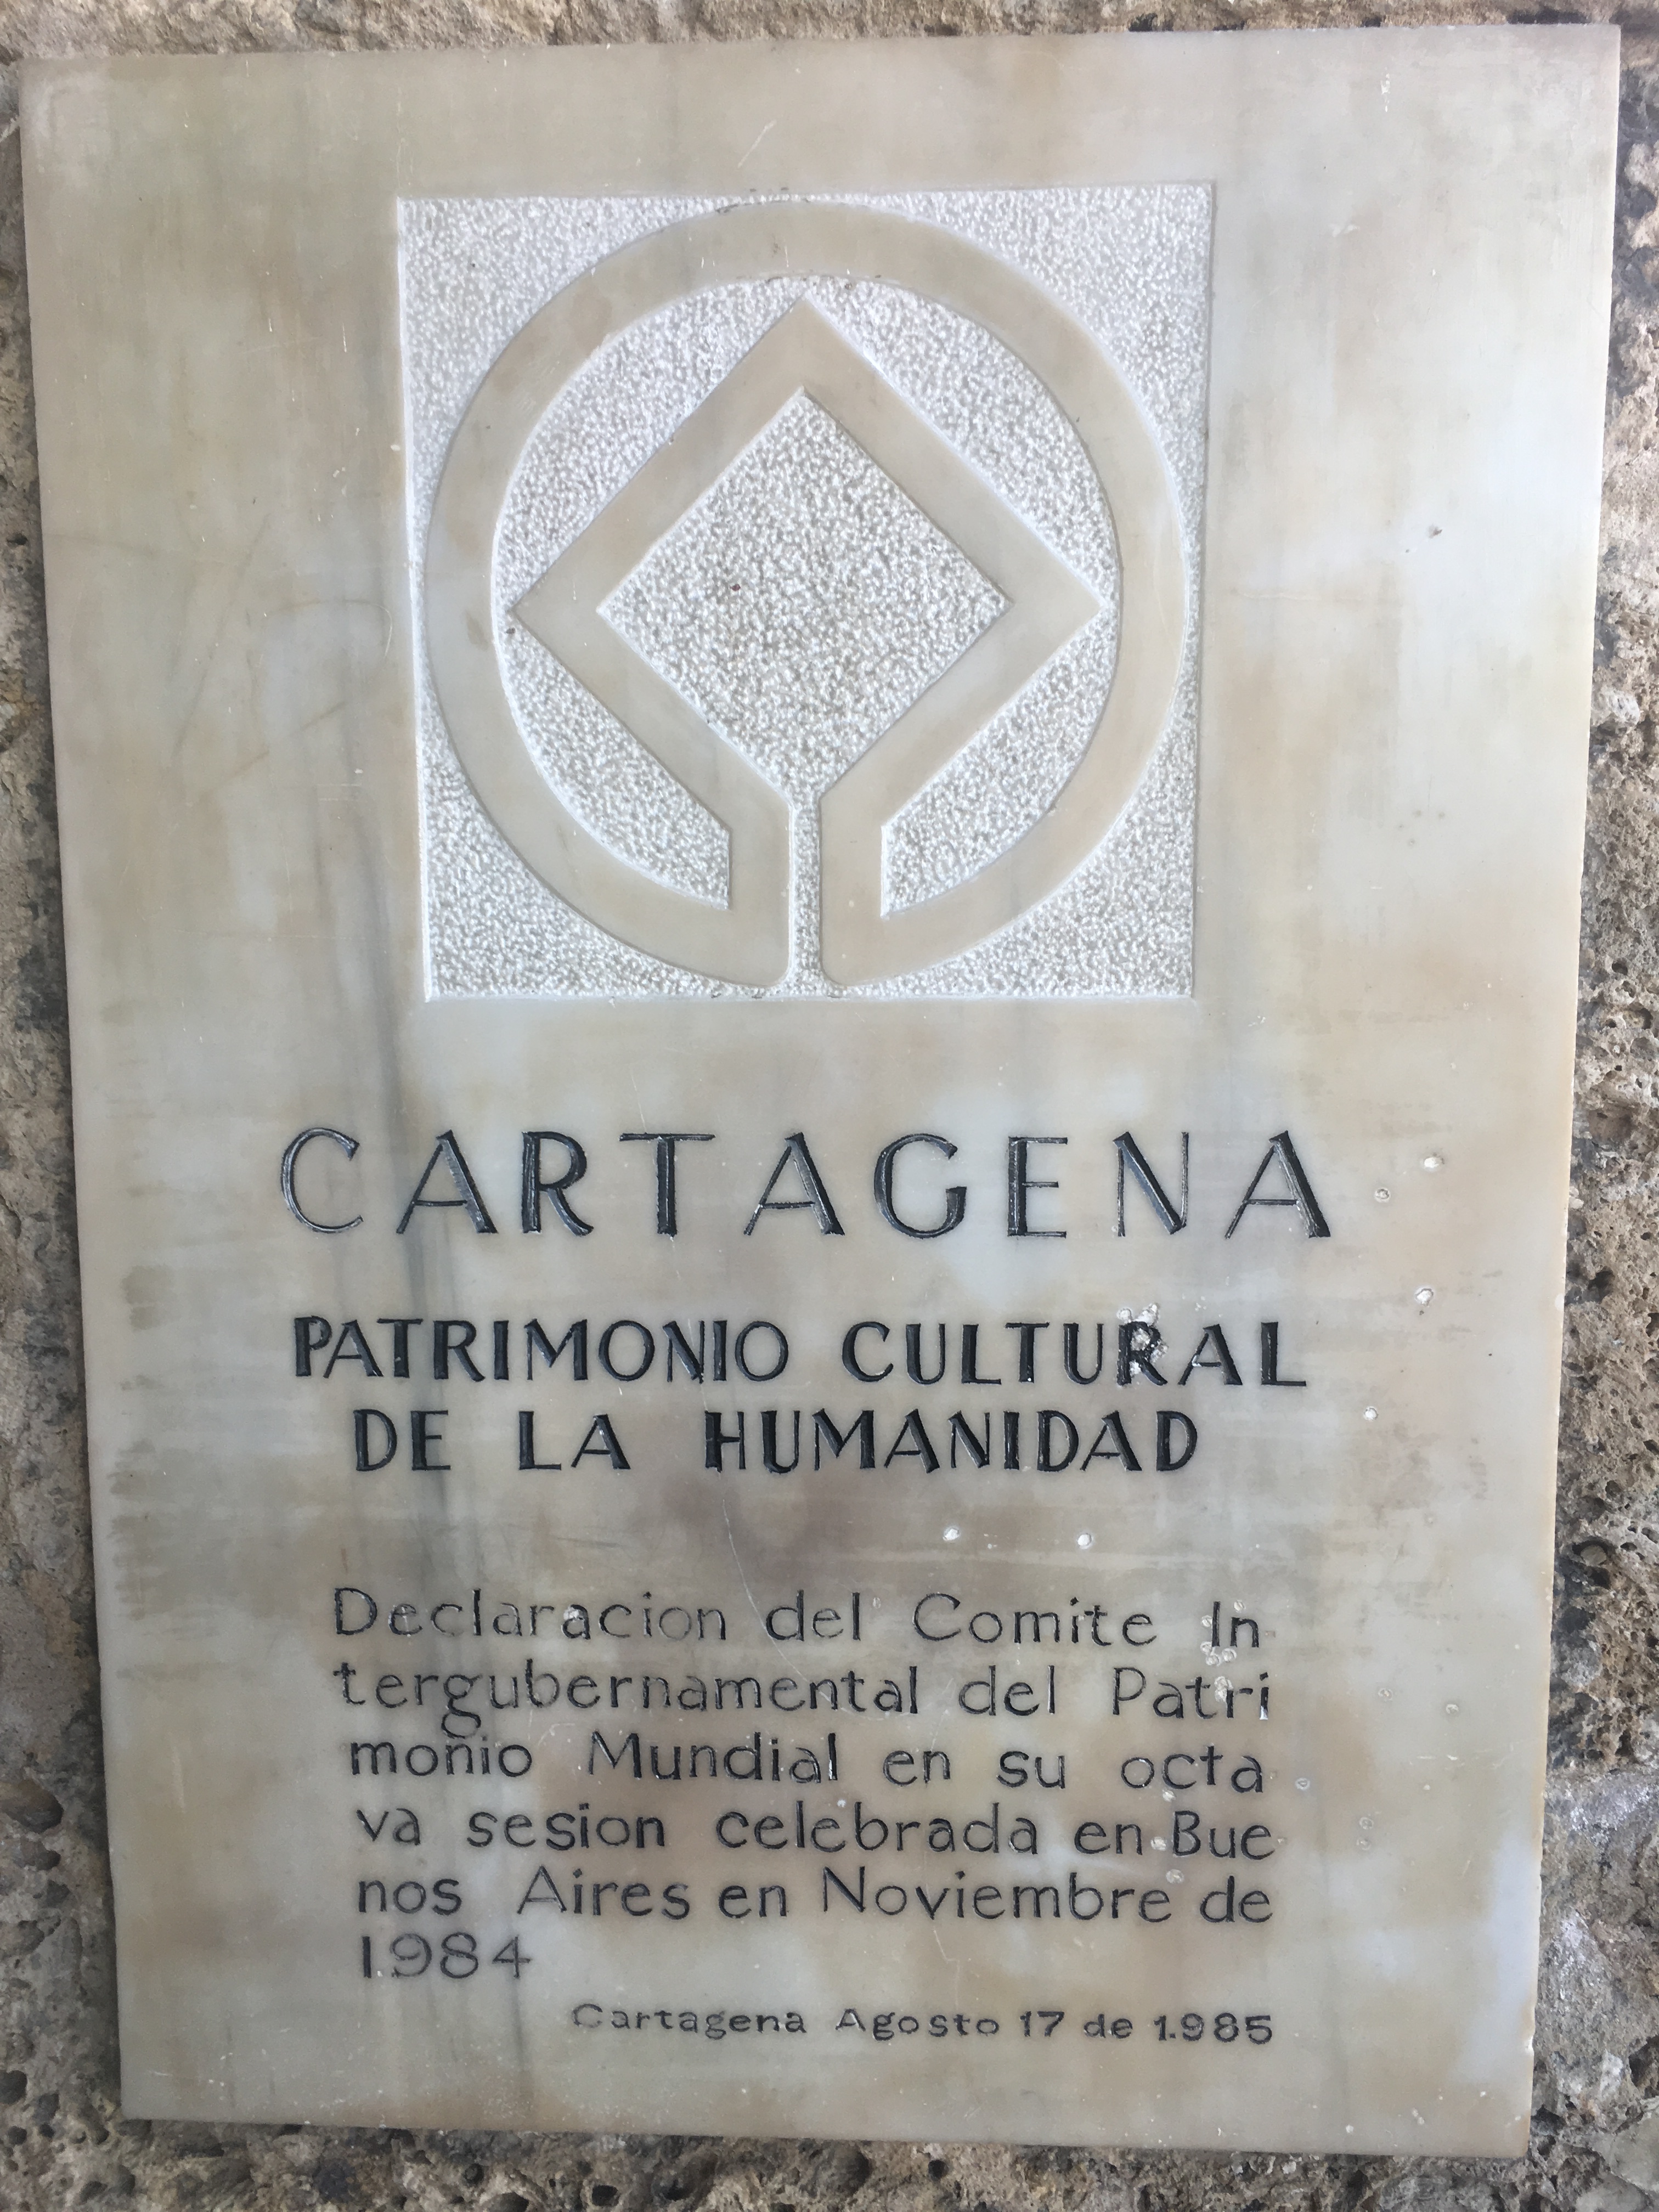 CARTAGENA
PATRIMONIO CULTURAL
DE LA HUMANIDAD
Declaracion del Comite In
tergubernamental del Patri
monio Mundial en su octa
va sesion celebrada en Bue
nos Aires en Noviembre de
1.984
Cartagena Agosto 17 de 1.985